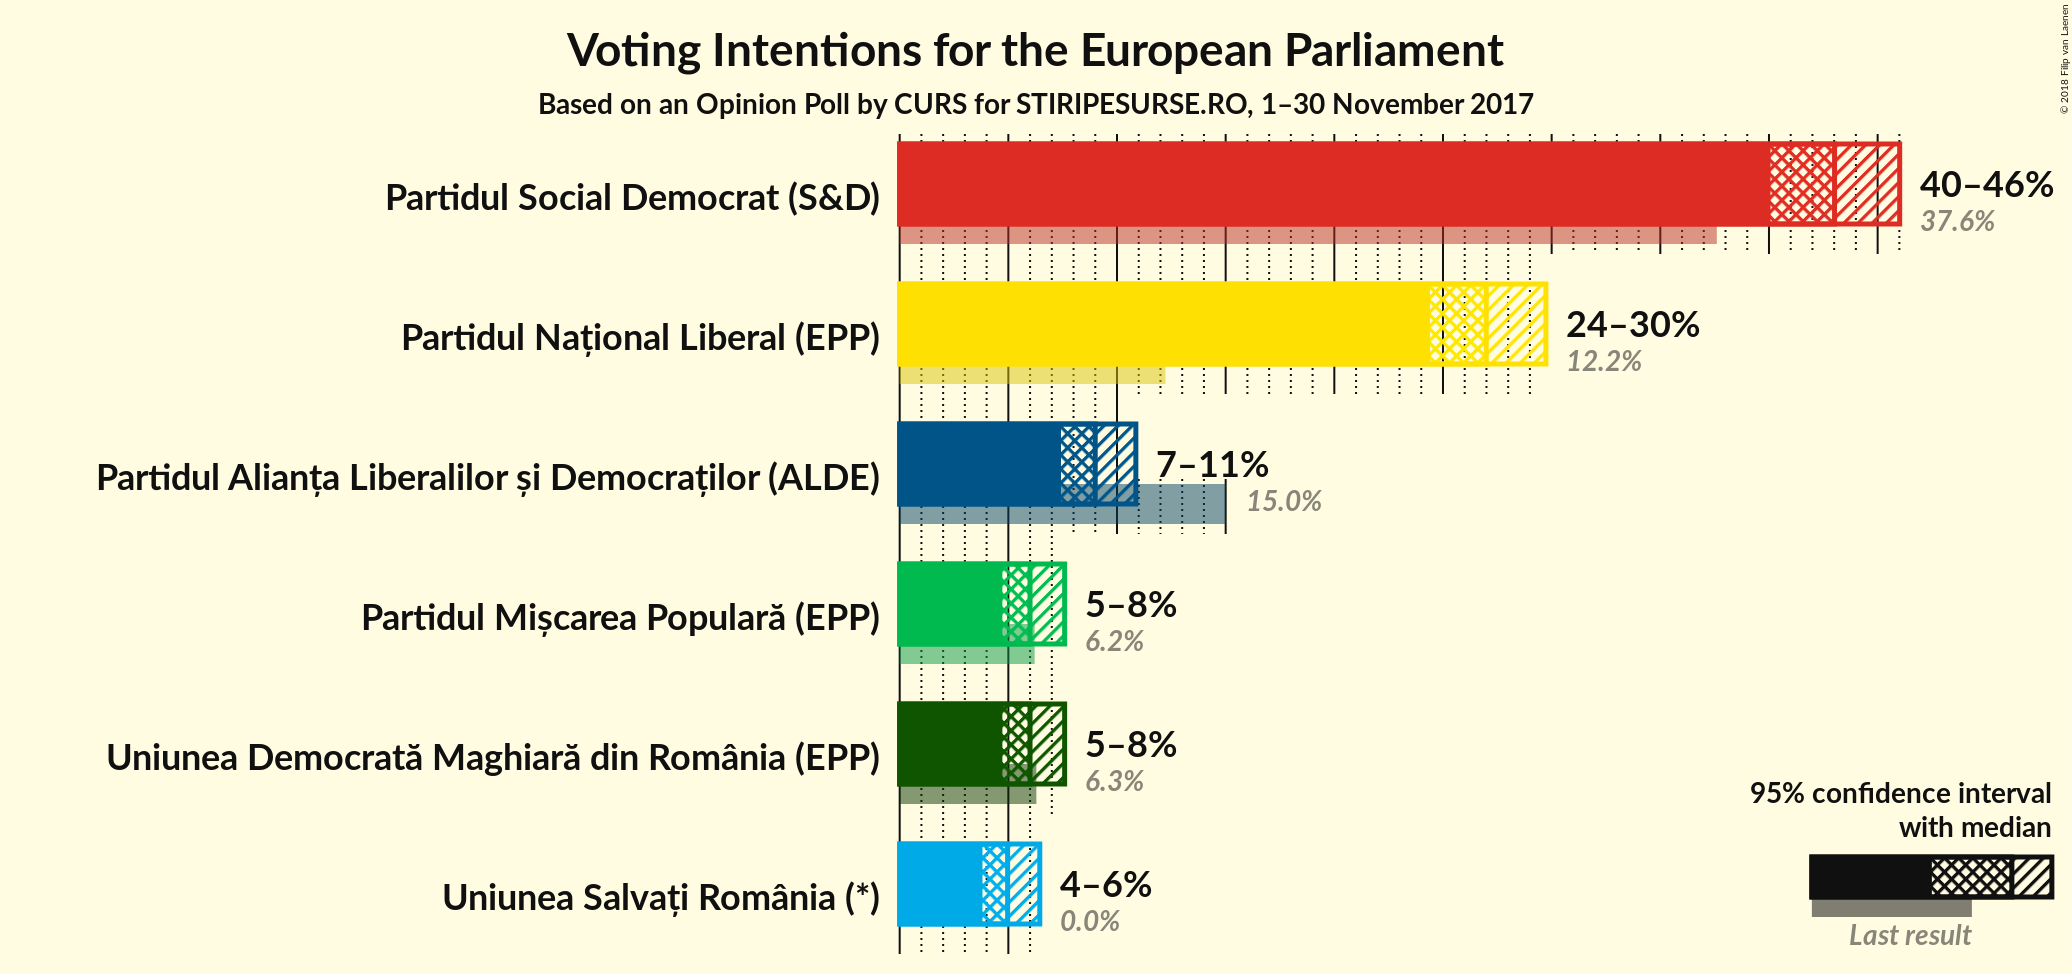 Voting Intentions for the European Parliament
Based on an Opinion Poll by CURS for STIRIPESURSE.RO, 1–30 November 2017
© 2018 Filip van Laenen
Partidul Social Democrat (S&D)
40–46%
37.6%
Partidul Național Liberal (EPP)
24–30%
12.2%
Partidul Alianța Liberalilor și Democraților (ALDE)
7–11%
15.0%
Partidul Mișcarea Populară (EPP)
5–8%
6.2%
Uniunea Democrată Maghiară din România (EPP)
5–8%
6.3%
Uniunea Salvați România (*)
4–6%
0.0%
95% confidence interval
with median
Last result